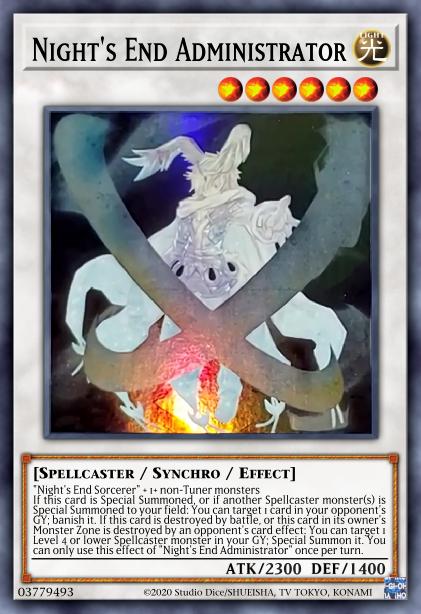 Night's End Administrator
LIGHT
光
[Spellcaster / Synchro / Effect]
"Night's End Sorcerer" + 1+ non-Tuner monsters
If this card is Special Summoned, or if another Spellcaster monster(s) is
Special Summoned to your field: You can target 1 card in your opponent's
GY; banish it. If this card is destroyed by battle, or this card in its owner's
Monster Zone is destroyed by an opponent's card effect: You can target 1
Level 4 or lower Spellcaster monster in your GY; Special Summon it. You
can only use this effect of "Night's End Administrator" once per turn.
ATK/2300 DEF/1400
03779493
©2020 Studio Dice/SHUEISHA, TV TOKYO, KONAMI